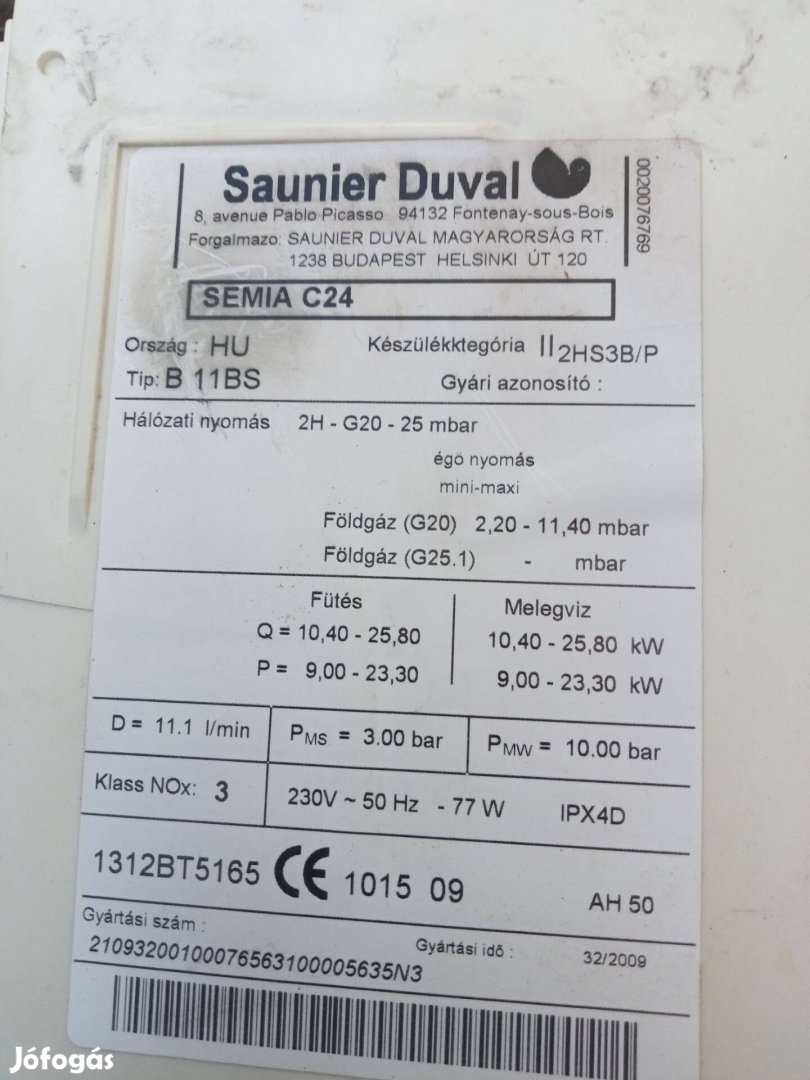 Saunier Duval
8, avenue Pablo Picasso 94132 Fontenay-sous-Bois
Forgalmazo: SAUNIER DUVAL MAGYARORSÁG RT.
1238 BUDAPEST HELSINKI ÚT 120
0020076769
SEMIA C24
Ország : HU Készülékktegória II2HS3B/P
Tip: B 11BS Gyári azonosító :
Hálózati nyomás 2H - G20 - 25 mbar
égö nyomás
mini-maxi
Földgáz (G20) 2,20 - 11,40 mbar
Földgáz (G25.1) - mbar
Fütés Melegviz
Q = 10,40 - 25,80 10,40 - 25,80 kW
P = 9,00 - 23,30 9,00 - 23,30 kW
D = 11.1 l/min PMS = 3.00 bar PMW = 10.00 bar
Klass NOx: 3 230V ~ 50 Hz - 77 W IPX4D
1312BT5165 CE 1015 09 AH 50
Gyártási szám : Gyártási idő : 32/2009
21093200100076563100005635N3
Jófogás